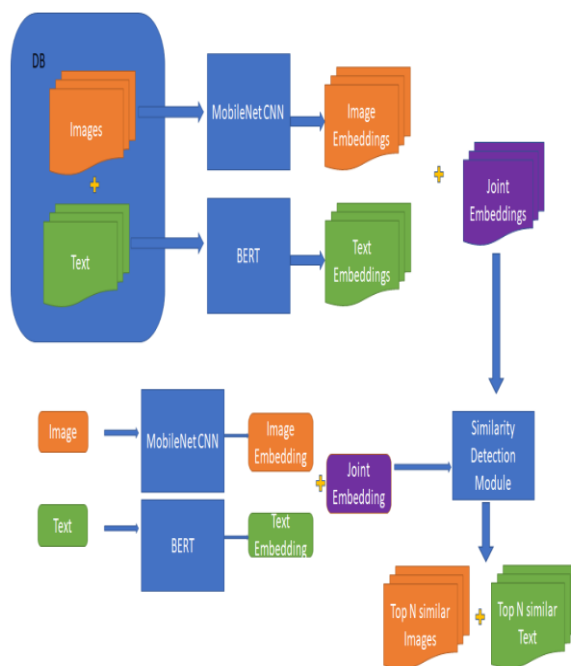 DB
Images
+
Text
MobileNet CNN
BERT
Image
Embeddings
Text
Embeddings
+
Joint
Embeddings
Image
Text
MobileNet CNN
BERT
Image
Embedding
Text
Embedding
+
Joint
Embedding
Similarity
Detection
Module
Top N similar
Images
+
Top N similar
Text